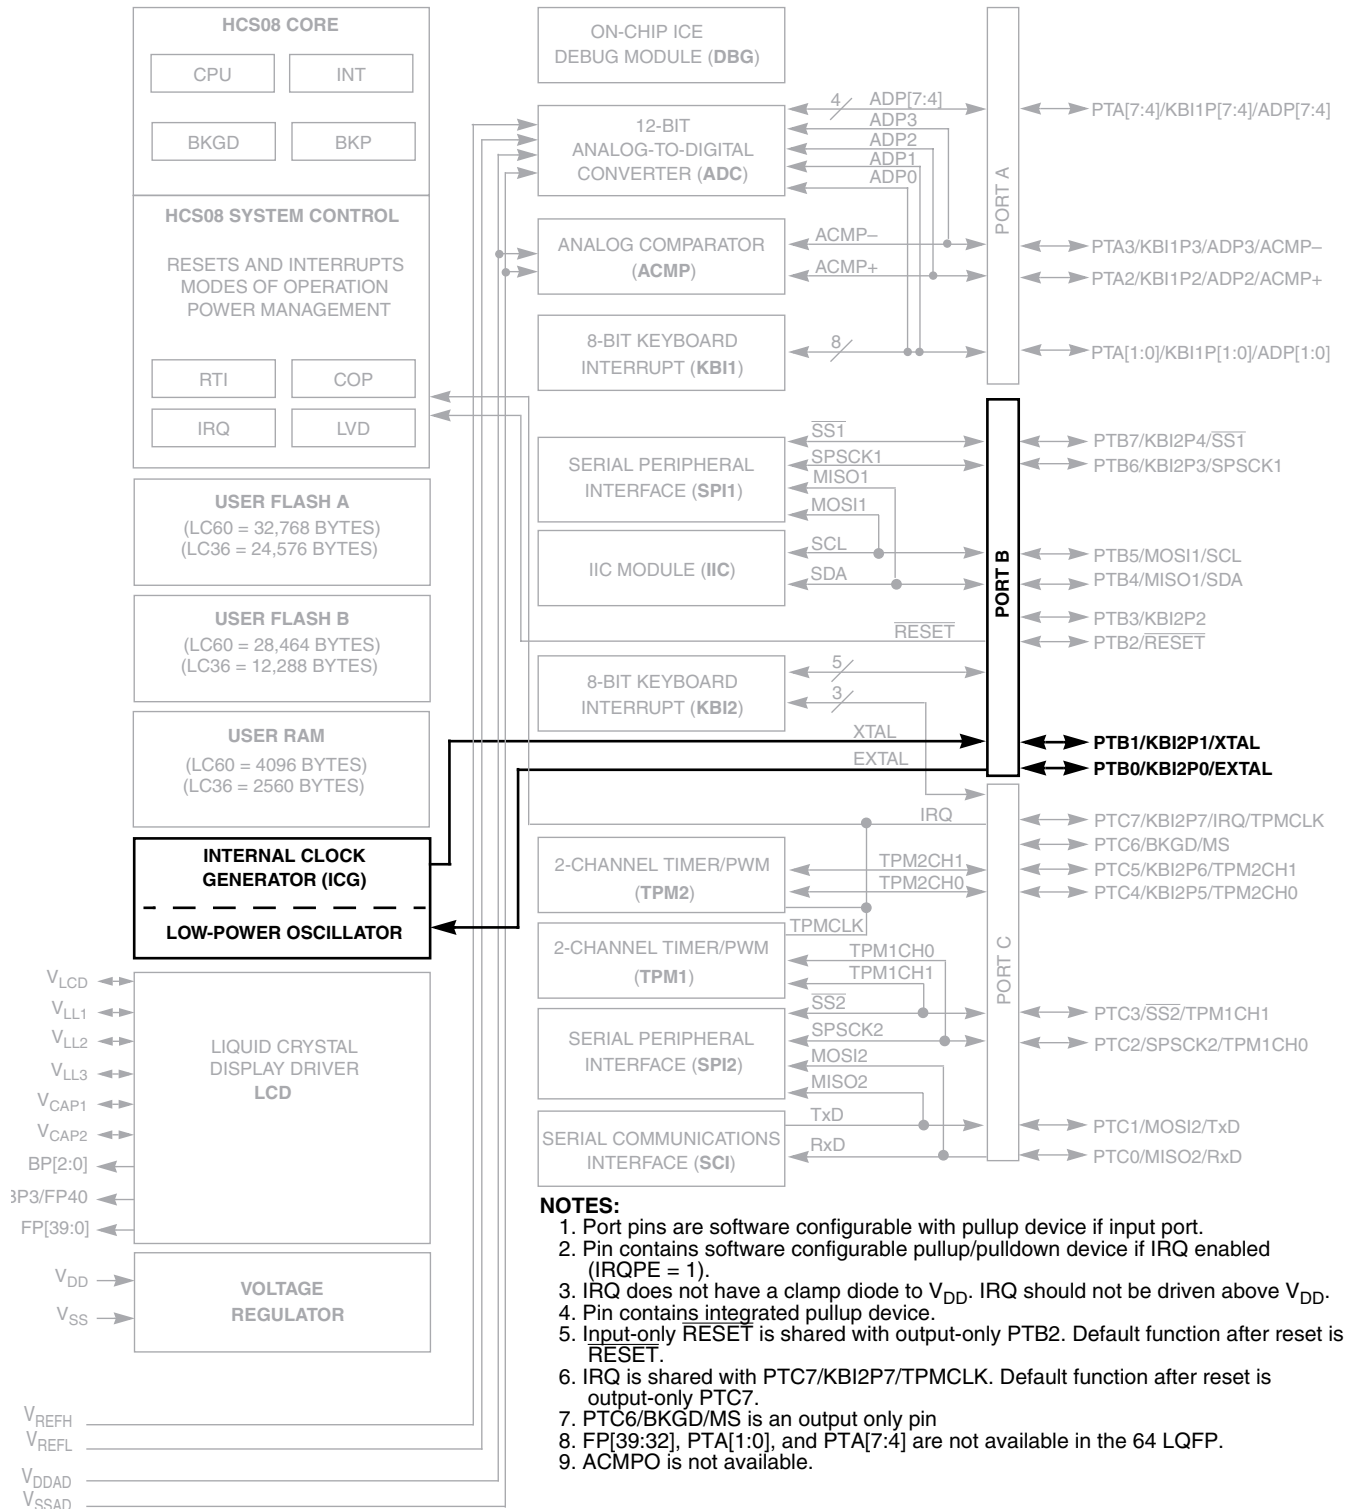 HCS08 CORE
CPU
INT
BKGD
BKP
HCS08 SYSTEM CONTROL
RESETS AND INTERRUPTS
MODES OF OPERATION
POWER MANAGEMENT
RTI
COP
IRQ
LVD
USER FLASH A
(LC60 = 32,768 BYTES)
(LC36 = 24,576 BYTES)
USER FLASH B
(LC60 = 28,464 BYTES)
(LC36 = 12,288 BYTES)
USER RAM
(LC60 = 4096 BYTES)
(LC36 = 2560 BYTES)
INTERNAL CLOCK
GENERATOR (ICG)
LOW-POWER OSCILLATOR
VLCD
VLL1
VLL2
VLL3
VCAP1
VCAP2
BP[2:0]
BP3/FP40
FP[39:0]
LIQUID CRYSTAL
DISPLAY DRIVER
LCD
VDD
VSS
VOLTAGE
REGULATOR
VREFH
VREFL
VDDAD
VSSAD
ON-CHIP ICE
DEBUG MODULE (DBG)
12-BIT
ANALOG-TO-DIGITAL
CONVERTER (ADC)
4
ADP[7:4]
ADP3
ADP2
ADP1
ADP0
ANALOG COMPARATOR
(ACMP)
ACMP–
ACMP+
8-BIT KEYBOARD
INTERRUPT (KBI1)
8
SERIAL PERIPHERAL
INTERFACE (SPI1)
SS1
SPSCK1
MISO1
MOSI1
IIC MODULE (IIC)
SCL
SDA
RESET
8-BIT KEYBOARD
INTERRUPT (KBI2)
5
3
XTAL
EXTAL
IRQ
2-CHANNEL TIMER/PWM
(TPM2)
TPM2CH1
TPM2CH0
TPMCLK
2-CHANNEL TIMER/PWM
(TPM1)
TPM1CH0
TPM1CH1
SERIAL PERIPHERAL
INTERFACE (SPI2)
SS2
SPSCK2
MOSI2
MISO2
SERIAL COMMUNICATIONS
INTERFACE (SCI)
TxD
RxD
PORT A
PTA[7:4]/KBI1P[7:4]/ADP[7:4]
PTA3/KBI1P3/ADP3/ACMP–
PTA2/KBI1P2/ADP2/ACMP+
PTA[1:0]/KBI1P[1:0]/ADP[1:0]
PORT B
PTB7/KBI2P4/SS1
PTB6/KBI2P3/SPSCK1
PTB5/MOSI1/SCL
PTB4/MISO1/SDA
PTB3/KBI2P2
PTB2/RESET
PTB1/KBI2P1/XTAL
PTB0/KBI2P0/EXTAL
PORT C
PTC7/KBI2P7/IRQ/TPMCLK
PTC6/BKGD/MS
PTC5/KBI2P6/TPM2CH1
PTC4/KBI2P5/TPM2CH0
PTC3/SS2/TPM1CH1
PTC2/SPSCK2/TPM1CH0
PTC1/MOSI2/TxD
PTC0/MISO2/RxD
NOTES:
1. Port pins are software configurable with pullup device if input port.
2. Pin contains software configurable pullup/pulldown device if IRQ enabled
(IRQPE = 1).
3. IRQ does not have a clamp diode to VDD. IRQ should not be driven above VDD.
4. Pin contains integrated pullup device.
5. Input-only RESET is shared with output-only PTB2. Default function after reset is
RESET.
6. IRQ is shared with PTC7/KBI2P7/TPMCLK. Default function after reset is
output-only PTC7.
7. PTC6/BKGD/MS is an output only pin
8. FP[39:32], PTA[1:0], and PTA[7:4] are not available in the 64 LQFP.
9. ACMPO is not available.